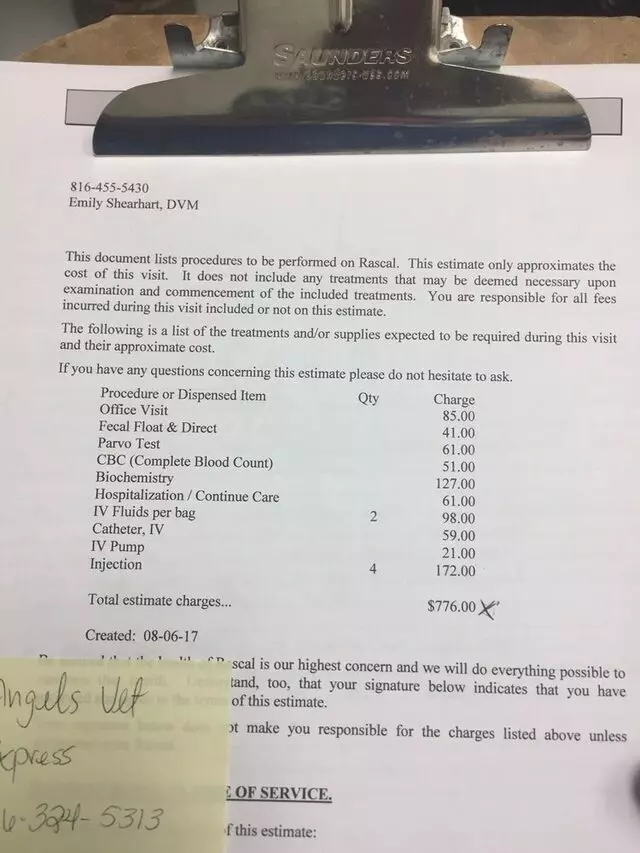 SAUNDERS
816-455-5430
Emily Shearhart, DVM
This document lists procedures to be performed on Rascal. This estimate only approximates the
cost of this visit. It does not include any treatments that may be deemed necessary upon
examination and commencement of the included treatments. You are responsible for all fees
incurred during this visit included or not on this estimate.
The following is a list of the treatments and/or supplies expected to be required during this visit
and their approximate cost.
If you have any questions concerning this estimate please do not hesitate to ask.
Procedure or Dispensed Item Qty Charge
Office Visit 85.00
Fecal Float & Direct 41.00
Parvo Test 61.00
CBC (Complete Blood Count) 51.00
Biochemistry 127.00
Hospitalization / Continue Care 61.00
IV Fluids per bag 2 98.00
Catheter, IV 59.00
IV Pump 21.00
Injection 4 172.00
Total estimate charges... $776.00
Created: 08-06-17
scal is our highest concern and we will do everything possible to
tand, too, that your signature below indicates that you have
of this estimate.
ot make you responsible for the charges listed above unless
OF SERVICE.
f this estimate:
Angels Vet
xpress
6-324-5313